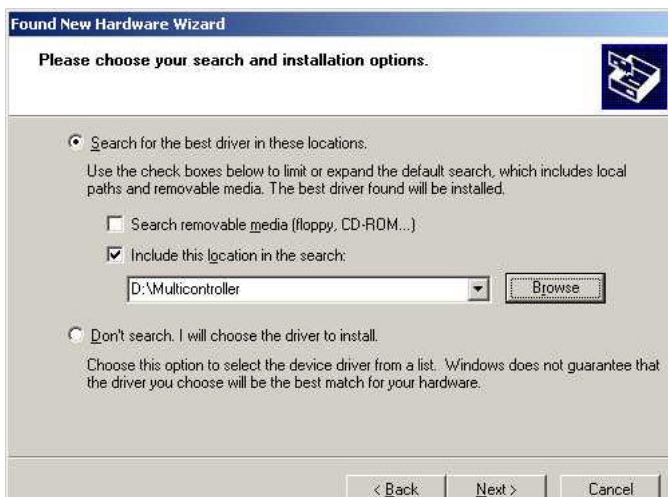 Found New Hardware Wizard
Please choose your search and installation options.
Search for the best driver in these locations.
Use the check boxes below to limit or expand the default search, which includes local
paths and removable media. The best driver found will be installed.
Search removable media (floppy, CD-ROM...)
Include this location in the search:
D:\Multicontroller
Browse
Don't search. I will choose the driver to install.
Choose this option to select the device driver from a list. Windows does not guarantee that
the driver you choose will be the best match for your hardware.
< Back
Next >
Cancel